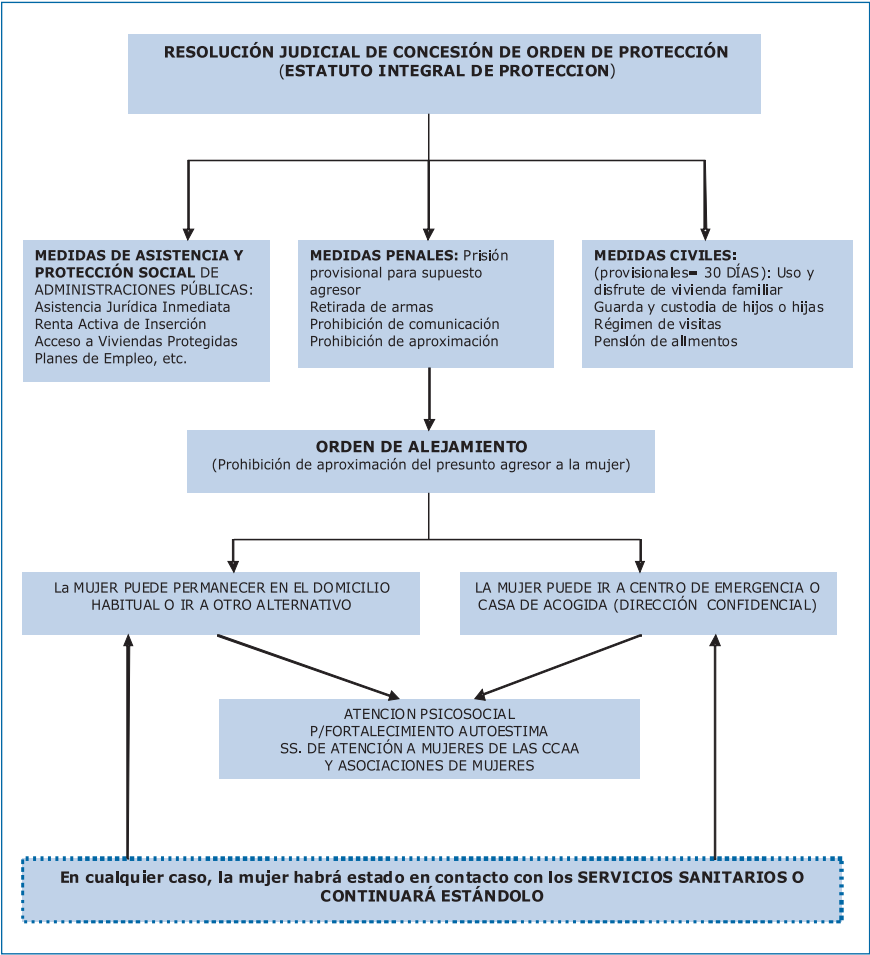 RESOLUCIÓN JUDICIAL DE CONCESIÓN DE ORDEN DE PROTECCIÓN
(ESTATUTO INTEGRAL DE PROTECCION)
MEDIDAS DE ASISTENCIA Y
PROTECCIÓN SOCIAL DE
ADMINISTRACIONES PÚBLICAS:
Asistencia Jurídica Inmediata
Renta Activa de Inserción
Acceso a Viviendas Protegidas
Planes de Empleo, etc.
MEDIDAS PENALES: Prisión
provisional para supuesto
agresor
Retirada de armas
Prohibición de comunicación
Prohibición de aproximación
MEDIDAS CIVILES:
(provisionales= 30 DÍAS): Uso y
disfrute de vivienda familiar
Guarda y custodia de hijos o hijas
Régimen de visitas
Pensión de alimentos
ORDEN DE ALEJAMIENTO
(Prohibición de aproximación del presunto agresor a la mujer)
La MUJER PUEDE PERMANECER EN EL DOMICILIO
HABITUAL O IR A OTRO ALTERNATIVO
LA MUJER PUEDE IR A CENTRO DE EMERGENCIA O
CASA DE ACOGIDA (DIRECCIÓN CONFIDENCIAL)
ATENCION PSICOSOCIAL
P/FORTALECIMIENTO AUTOESTIMA
SS. DE ATENCIÓN A MUJERES DE LAS CCAA
Y ASOCIACIONES DE MUJERES
En cualquier caso, la mujer habrá estado en contacto con los SERVICIOS SANITARIOS O
CONTINUARÁ ESTÁNDOLO